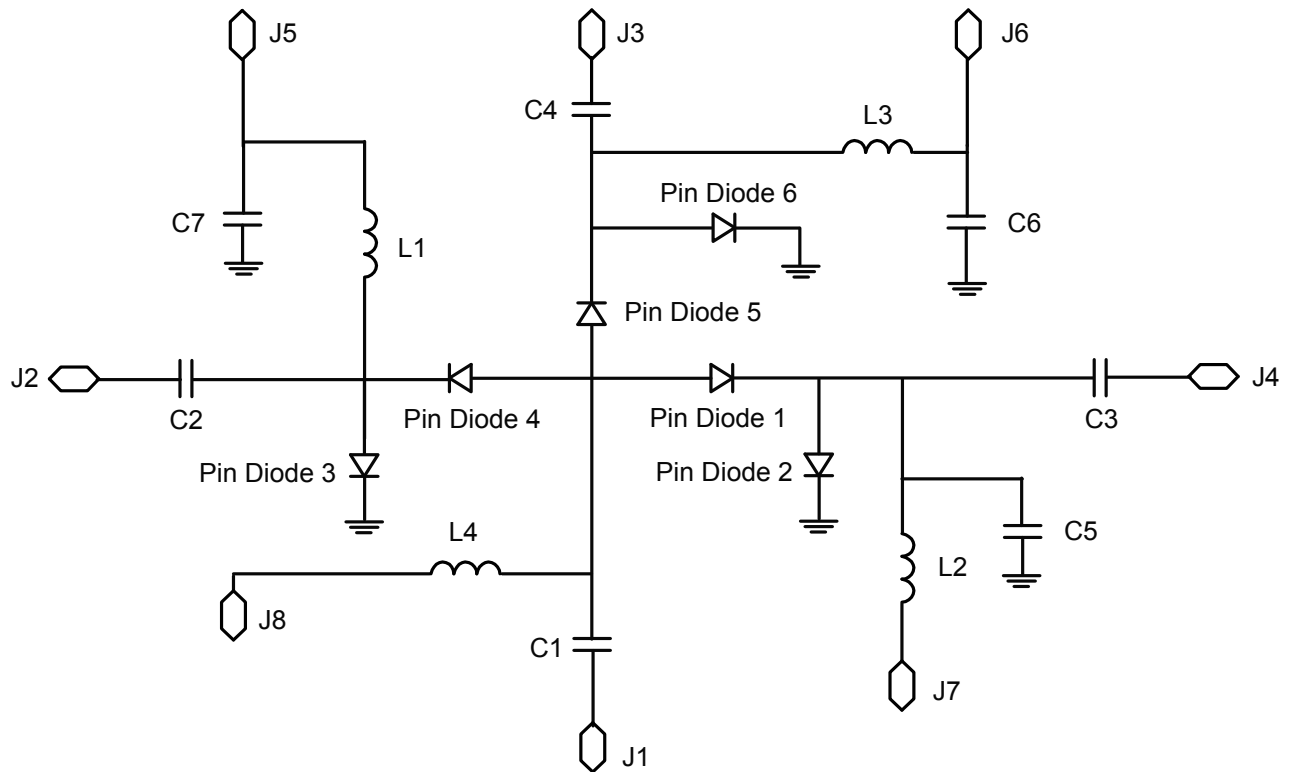 J5
J3
J6
C4
L3
Pin Diode 6
C7
C6
L1
Pin Diode 5
J2
J4
C2
Pin Diode 4
Pin Diode 1
C3
Pin Diode 3
Pin Diode 2
L4
C5
L2
J8
C1
J7
J1